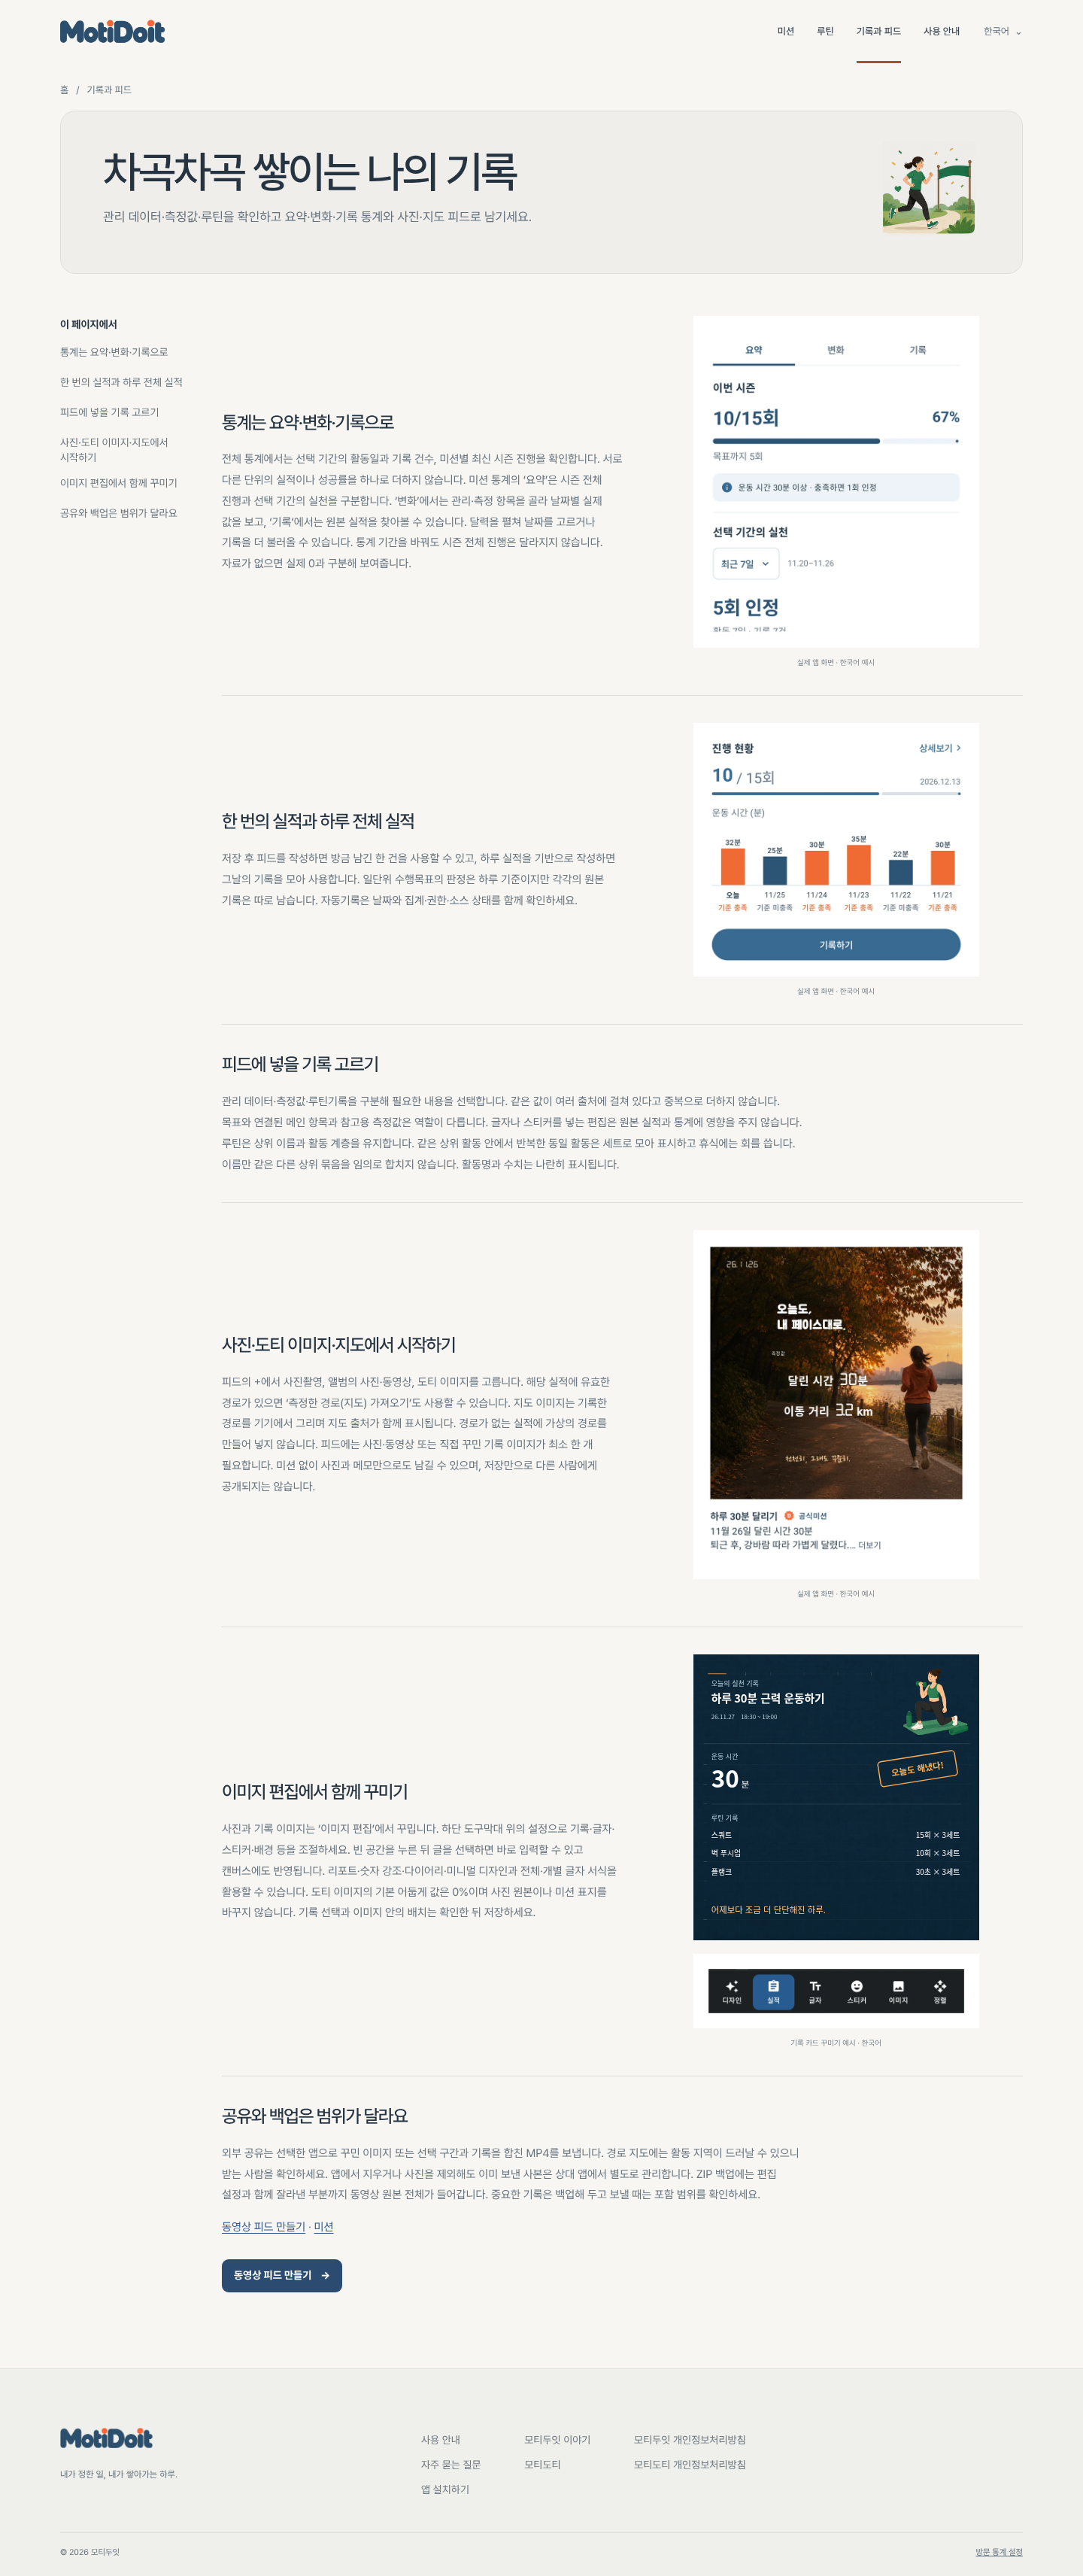 MotiDoit
미션
루틴
기록과 피드
사용 안내
한국어
홈 / 기록과 피드
차곡차곡 쌓이는 나의 기록
관리 데이터·측정값·루틴을 확인하고 요약·변화·기록 통계와 사진·지도 피드로 남기세요.
이 페이지에서
통계는 요약·변화·기록으로
한 번의 실적과 하루 전체 실적
피드에 넣을 기록 고르기
사진·도티 이미지·지도에서
시작하기
이미지 편집에서 함께 꾸미기
공유와 백업은 범위가 달라요
통계는 요약·변화·기록으로
전체 통계에서는 선택 기간의 활동일과 기록 건수, 미션별 최신 시즌 진행을 확인합니다. 서로
다른 단위의 실적이나 성공률을 하나로 더하지 않습니다. 미션 통계의 ‘요약’은 시즌 전체
진행과 선택 기간의 실천을 구분합니다. ‘변화’에서는 관리·측정 항목을 골라 날짜별 실제
값을 보고, ‘기록’에서는 원본 실적을 찾아볼 수 있습니다. 달력을 펼쳐 날짜를 고르거나
기록을 더 불러올 수 있습니다. 통계 기간을 바꿔도 시즌 전체 진행은 달라지지 않습니다.
자료가 없으면 실제 0과 구분해 보여줍니다.
요약
변화
기록
이번 시즌
10/15회
67%
목표까지 5회
운동 시간 30분 이상 · 충족하면 1회 인정
선택 기간의 실천
최근 7일
11.20–11.26
5회 인정
실제 앱 화면 · 한국어 예시
한 번의 실적과 하루 전체 실적
저장 후 피드를 작성하면 방금 남긴 한 건을 사용할 수 있고, 하루 실적을 기반으로 작성하면
그날의 기록을 모아 사용합니다. 일단위 수행목표의 판정은 하루 기준이지만 각각의 원본
기록은 따로 남습니다. 자동기록은 날짜와 집계·권한·소스 상태를 함께 확인하세요.
진행 현황
상세보기
10 / 15회
2026.12.13
운동 시간 (분)
32분 25분 30분 35분 22분 30분
오늘 11/25 11/24 11/23 11/22 11/21
기준 충족 기준 미충족 기준 충족 기준 충족 기준 미충족 기준 충족
기록하기
실제 앱 화면 · 한국어 예시
피드에 넣을 기록 고르기
관리 데이터·측정값·루틴기록을 구분해 필요한 내용을 선택합니다. 같은 값이 여러 출처에 걸쳐 있다고 중복으로 더하지 않습니다.
목표와 연결된 메인 항목과 참고용 측정값은 역할이 다릅니다. 글자나 스티커를 넣는 편집은 원본 실적과 통계에 영향을 주지 않습니다.
루틴은 상위 이름과 활동 계층을 유지합니다. 같은 상위 활동 안에서 반복한 동일 활동은 세트로 모아 표시하고 휴식에는 회를 씁니다.
이름만 같은 다른 상위 묶음을 임의로 합치지 않습니다. 활동명과 수치는 나란히 표시됩니다.
사진·도티 이미지·지도에서 시작하기
피드의 +에서 사진촬영, 앨범의 사진·동영상, 도티 이미지를 고릅니다. 해당 실적에 유효한
경로가 있으면 ‘측정한 경로(지도) 가져오기’도 사용할 수 있습니다. 지도 이미지는 기록한
경로를 기기에서 그리며 지도 출처가 함께 표시됩니다. 경로가 없는 실적에 가상의 경로를
만들어 넣지 않습니다. 피드에는 사진·동영상 또는 직접 꾸민 기록 이미지가 최소 한 개
필요합니다. 미션 없이 사진과 메모만으로도 남길 수 있으며, 저장만으로 다른 사람에게
공개되지는 않습니다.
26.11.26
오늘도,
내 페이스대로.
측정값
달린 시간 30분
이동 거리 3.2 km
천천히, 그래도 꾸준히.
하루 30분 달리기 공식미션
11월 26일 달린 시간 30분
퇴근 후, 강바람 따라 가볍게 달렸다.... 더보기
실제 앱 화면 · 한국어 예시
이미지 편집에서 함께 꾸미기
사진과 기록 이미지는 ‘이미지 편집’에서 꾸밉니다. 하단 도구막대 위의 설정으로 기록·글자·
스티커·배경 등을 조절하세요. 빈 공간을 누른 뒤 글을 선택하면 바로 입력할 수 있고
캔버스에도 반영됩니다. 리포트·숫자 강조·다이어리·미니멀 디자인과 전체·개별 글자 서식을
활용할 수 있습니다. 도티 이미지의 기본 어둡게 값은 0%이며 사진 원본이나 미션 표지를
바꾸지 않습니다. 기록 선택과 이미지 안의 배치는 확인한 뒤 저장하세요.
오늘의 실천 기록
하루 30분 근력 운동하기
26.11.27 18:30 ~ 19:00
운동 시간
30 분
오늘도 해냈다!
루틴 기록
스쿼트 15회 × 3세트
벽 푸시업 10회 × 3세트
플랭크 30초 × 3세트
어제보다 조금 더 단단해진 하루.
디자인 실적 글자 스티커 이미지 정렬
기록 카드 꾸미기 예시 · 한국어
공유와 백업은 범위가 달라요
외부 공유는 선택한 앱으로 꾸민 이미지 또는 선택 구간과 기록을 합친 MP4를 보냅니다. 경로 지도에는 활동 지역이 드러날 수 있으니
받는 사람을 확인하세요. 앱에서 지우거나 사진을 제외해도 이미 보낸 사본은 상대 앱에서 별도로 관리합니다. ZIP 백업에는 편집
설정과 함께 잘라낸 부분까지 동영상 원본 전체가 들어갑니다. 중요한 기록은 백업해 두고 보낼 때는 포함 범위를 확인하세요.
동영상 피드 만들기 · 미션
동영상 피드 만들기 →
MotiDoit
내가 정한 일, 내가 쌓아가는 하루.
사용 안내
자주 묻는 질문
앱 설치하기
모티두잇 이야기
모티도티
모티두잇 개인정보처리방침
모티도티 개인정보처리방침
© 2026 모티두잇
방문 통계 설정